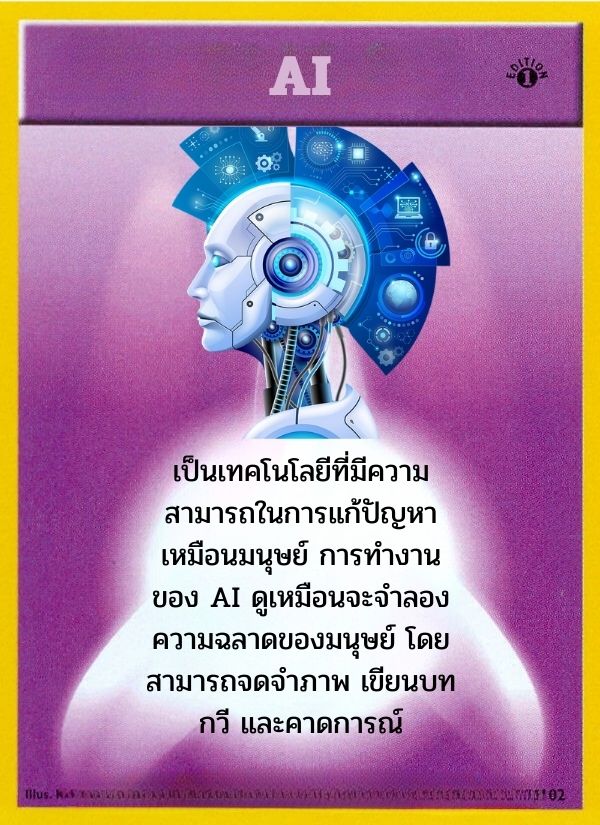 AI
EDITION
1
เป็นเทคโนโลยีที่มีความ
สามารถในการแก้ปัญหา
เหมือนมนุษย์ การทำงาน
ของ AI ดูเหมือนจะจำลอง
ความฉลาดของมนุษย์ โดย
สามารถจดจำภาพ เขียนบท
กวี และคาดการณ์
Illus.